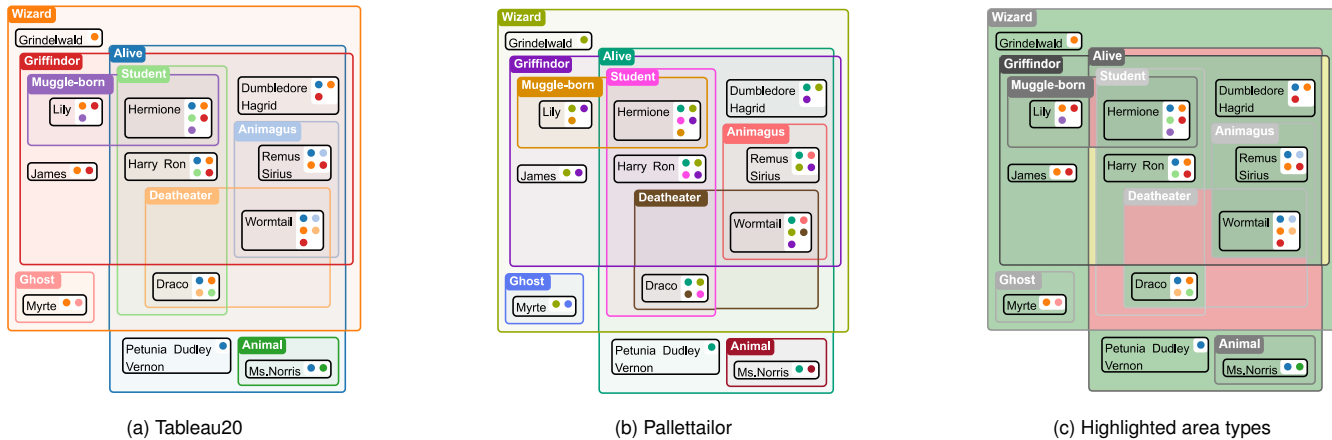 Wizard
Grindelwald
Alive
Griffindor
Student
Muggle-born
Dumbledore
Hagrid
Lily
Hermione
Animagus
Harry Ron
Remus
Sirius
James
Deatheater
Wormtail
Ghost
Draco
Myrte
Petunia Dudley
Vernon
Animal
Ms.Norris
(a) Tableau20
Wizard
Grindelwald
Alive
Griffindor
Student
Muggle-born
Dumbledore
Hagrid
Lily
Hermione
Animagus
Harry Ron
Remus
Sirius
James
Deatheater
Wormtail
Ghost
Draco
Myrte
Petunia Dudley
Vernon
Animal
Ms.Norris
(b) Pallettailor
Wizard
Grindelwald
Alive
Griffindor
Student
Muggle-born
Dumbledore
Hagrid
Lily
Hermione
Animagus
Harry Ron
Remus
Sirius
James
Deatheater
Wormtail
Ghost
Draco
Myrte
Petunia Dudley
Vernon
Animal
Ms.Norris
(c) Highlighted area types